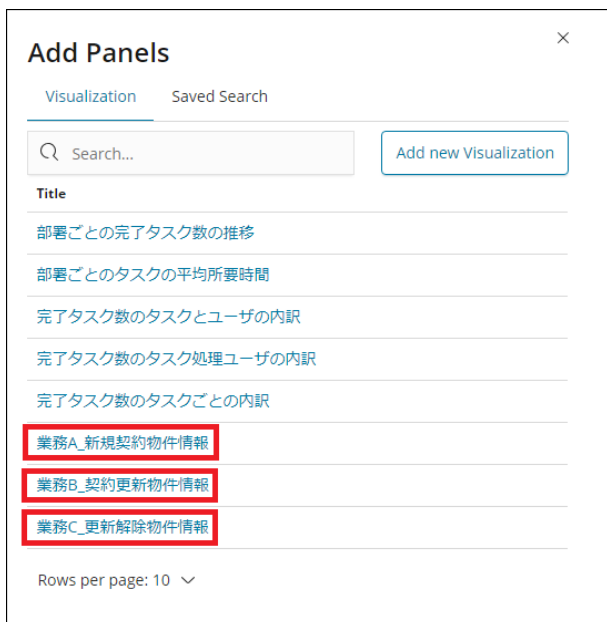 Add Panels
Visualization Saved Search
Search...
Add new Visualization
Title
部署ごとの完了タスク数の推移
部署ごとのタスクの平均所要時間
完了タスク数のタスクとユーザの内訳
完了タスク数のタスク処理ユーザの内訳
完了タスク数のタスクごとの内訳
業務A_新規契約物件情報
業務B_契約更新物件情報
業務C_更新解除物件情報
Rows per page: 10